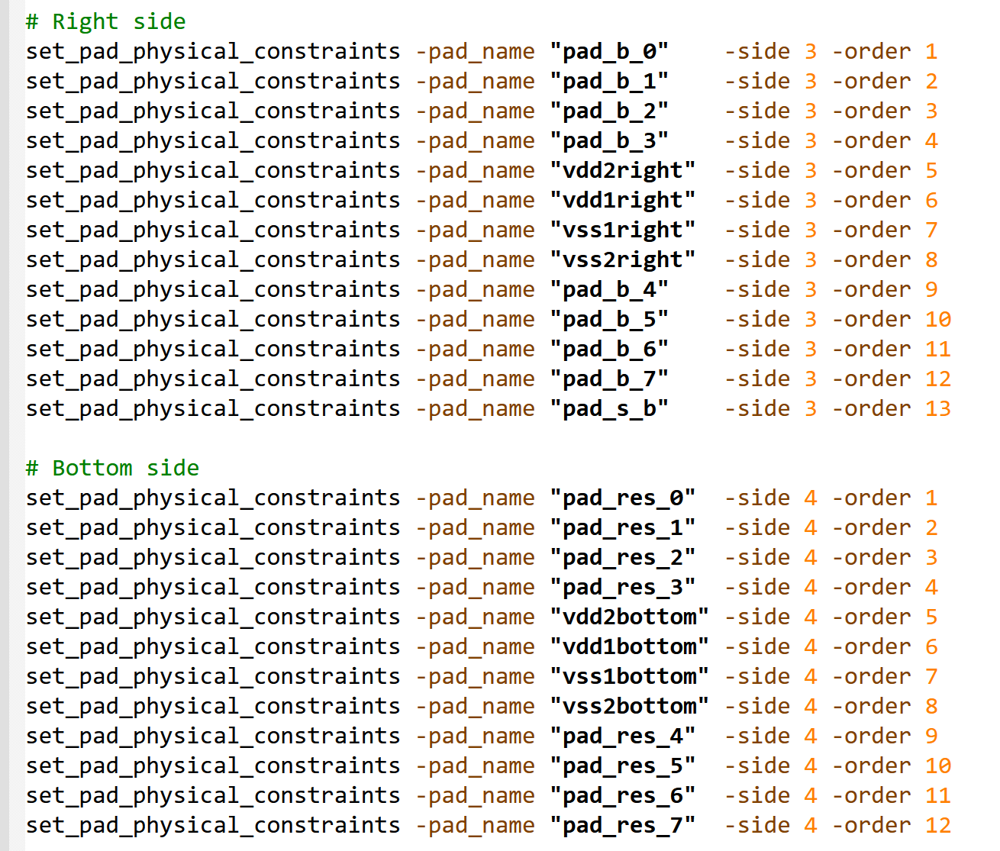 # Right side
set_pad_physical_constraints -pad_name "pad_b_0" -side 3 -order 1
set_pad_physical_constraints -pad_name "pad_b_1" -side 3 -order 2
set_pad_physical_constraints -pad_name "pad_b_2" -side 3 -order 3
set_pad_physical_constraints -pad_name "pad_b_3" -side 3 -order 4
set_pad_physical_constraints -pad_name "vdd2right" -side 3 -order 5
set_pad_physical_constraints -pad_name "vdd1right" -side 3 -order 6
set_pad_physical_constraints -pad_name "vss1right" -side 3 -order 7
set_pad_physical_constraints -pad_name "vss2right" -side 3 -order 8
set_pad_physical_constraints -pad_name "pad_b_4" -side 3 -order 9
set_pad_physical_constraints -pad_name "pad_b_5" -side 3 -order 10
set_pad_physical_constraints -pad_name "pad_b_6" -side 3 -order 11
set_pad_physical_constraints -pad_name "pad_b_7" -side 3 -order 12
set_pad_physical_constraints -pad_name "pad_s_b" -side 3 -order 13
# Bottom side
set_pad_physical_constraints -pad_name "pad_res_0" -side 4 -order 1
set_pad_physical_constraints -pad_name "pad_res_1" -side 4 -order 2
set_pad_physical_constraints -pad_name "pad_res_2" -side 4 -order 3
set_pad_physical_constraints -pad_name "pad_res_3" -side 4 -order 4
set_pad_physical_constraints -pad_name "vdd2bottom" -side 4 -order 5
set_pad_physical_constraints -pad_name "vdd1bottom" -side 4 -order 6
set_pad_physical_constraints -pad_name "vss1bottom" -side 4 -order 7
set_pad_physical_constraints -pad_name "vss2bottom" -side 4 -order 8
set_pad_physical_constraints -pad_name "pad_res_4" -side 4 -order 9
set_pad_physical_constraints -pad_name "pad_res_5" -side 4 -order 10
set_pad_physical_constraints -pad_name "pad_res_6" -side 4 -order 11
set_pad_physical_constraints -pad_name "pad_res_7" -side 4 -order 12